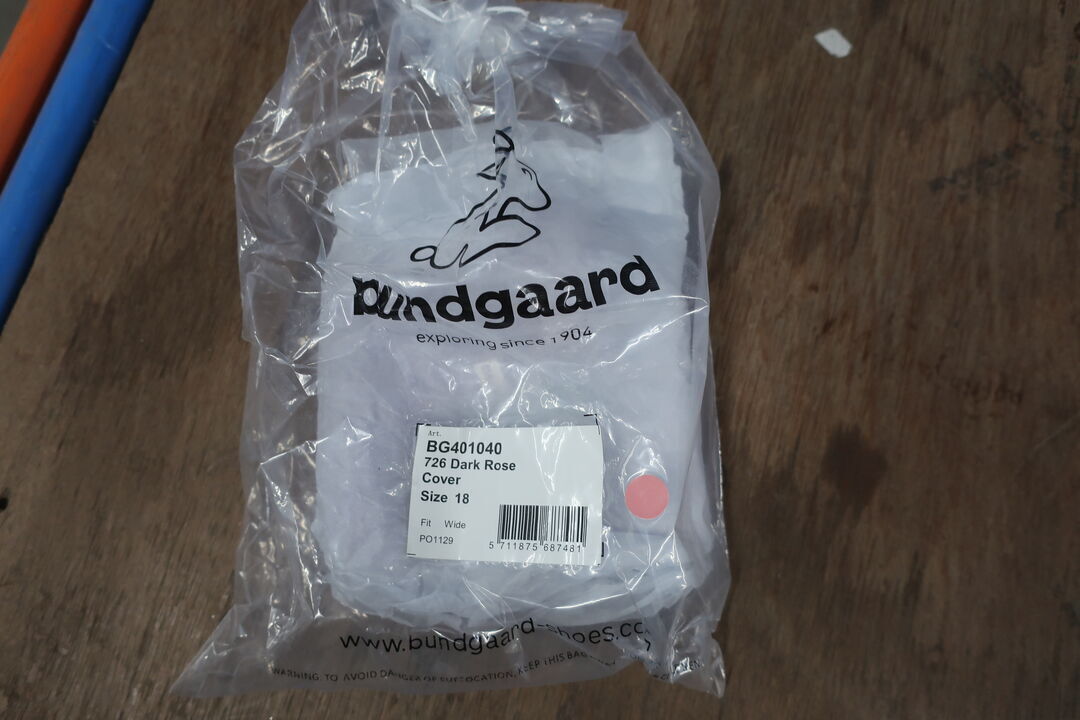 bundgaard
exploring since 1904
Art.
BG401040
726 Dark Rose
Cover
Size 18
Fit Wide
PO1129
5 711875 687481
www.bundgaard-shoes.co
WARNING: TO AVOID DANGER OF SUFFOCATION, KEEP THIS BAG